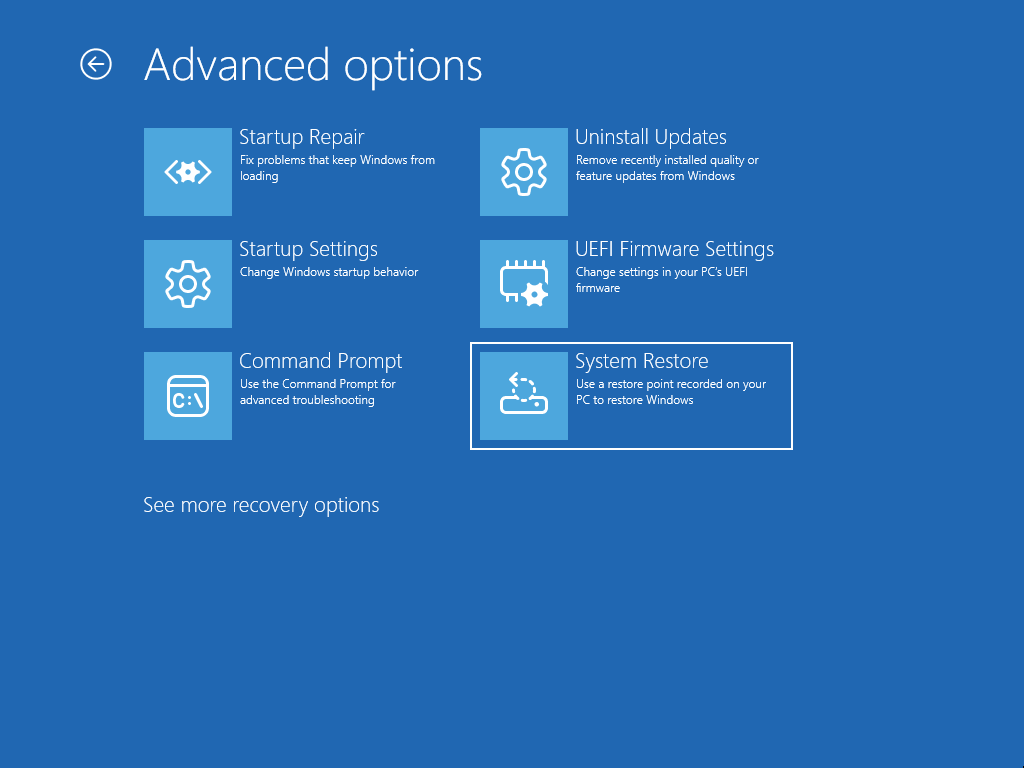 Advanced options
Startup Repair
Fix problems that keep Windows from
loading
Uninstall Updates
Remove recently installed quality or
feature updates from Windows
Startup Settings
Change Windows startup behavior
UEFI Firmware Settings
Change settings in your PC's UEFI
firmware
Command Prompt
Use the Command Prompt for
advanced troubleshooting
C:\
System Restore
Use a restore point recorded on your
PC to restore Windows
See more recovery options